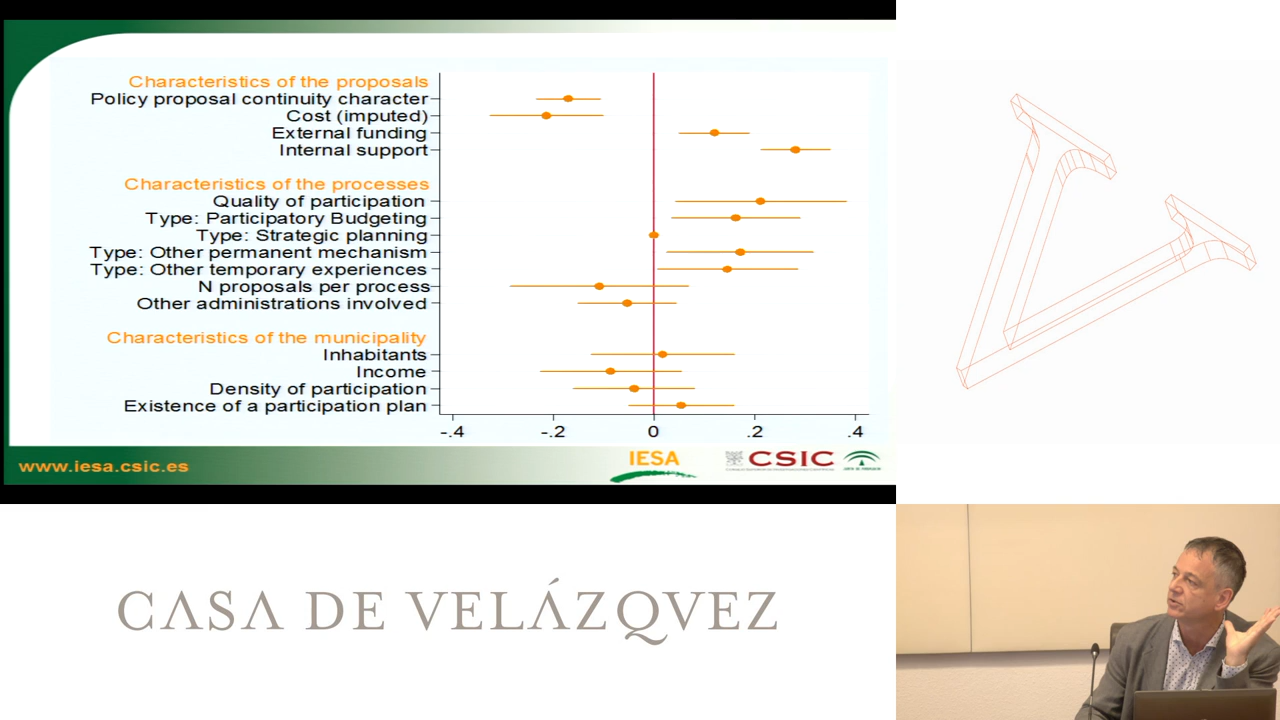 Characteristics of the proposals
Policy proposal continuity character
Cost (imputed)
External funding
Internal support
Characteristics of the processes
Quality of participation
Type: Participatory Budgeting
Type: Strategic planning
Type: Other permanent mechanism
Type: Other temporary experiences
N proposals per process
Other administrations involved
Characteristics of the municipality
Inhabitants
Income
Density of participation
Existence of a participation plan
-.4 -.2 0 .2 .4
www.iesa.csic.es
IESA
CSIC
CASA DE VELÁZQVEZ